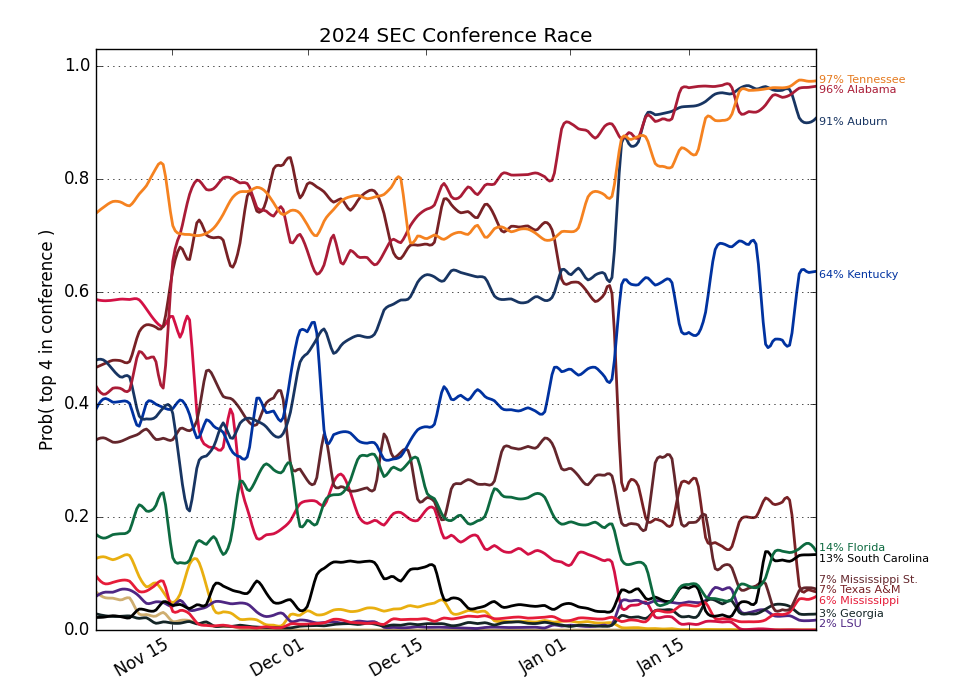 2024 SEC Conference Race
Prob( top 4 in conference )
1.0
0.8
0.6
0.4
0.2
0.0
Nov 15
Dec 01
Dec 15
Jan 01
Jan 15
97% Tennessee
96% Alabama
91% Auburn
64% Kentucky
14% Florida
13% South Carolina
7% Mississippi St.
7% Texas A&M
6% Mississippi
3% Georgia
2% LSU